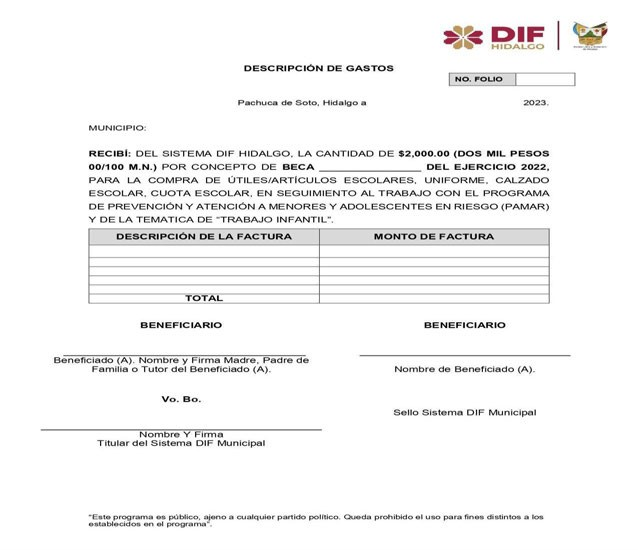 DIF
HIDALGO
DESCRIPCIÓN DE GASTOS
NO. FOLIO
Pachuca de Soto, Hidalgo a 2023.
MUNICIPIO:
RECIBÍ: DEL SISTEMA DIF HIDALGO, LA CANTIDAD DE $2,000.00 (DOS MIL PESOS
00/100 M.N.) POR CONCEPTO DE BECA _________________ DEL EJERCICIO 2022,
PARA LA COMPRA DE ÚTILES/ARTÍCULOS ESCOLARES, UNIFORME, CALZADO
ESCOLAR, CUOTA ESCOLAR, EN SEGUIMIENTO AL TRABAJO CON EL PROGRAMA
DE PREVENCIÓN Y ATENCIÓN A MENORES Y ADOLESCENTES EN RIESGO (PAMAR)
Y DE LA TEMATICA DE "TRABAJO INFANTIL".
DESCRIPCIÓN DE LA FACTURA MONTO DE FACTURA
TOTAL
BENEFICIARIO BENEFICIARIO
Beneficiado (A). Nombre y Firma Madre, Padre de
Familia o Tutor del Beneficiado (A). Nombre de Beneficiado (A).
Vo. Bo.
Sello Sistema DIF Municipal
Nombre Y Firma
Titular del Sistema DIF Municipal
"Este programa es público, ajeno a cualquier partido político. Queda prohibido el uso para fines distintos a los
establecidos en el programa".